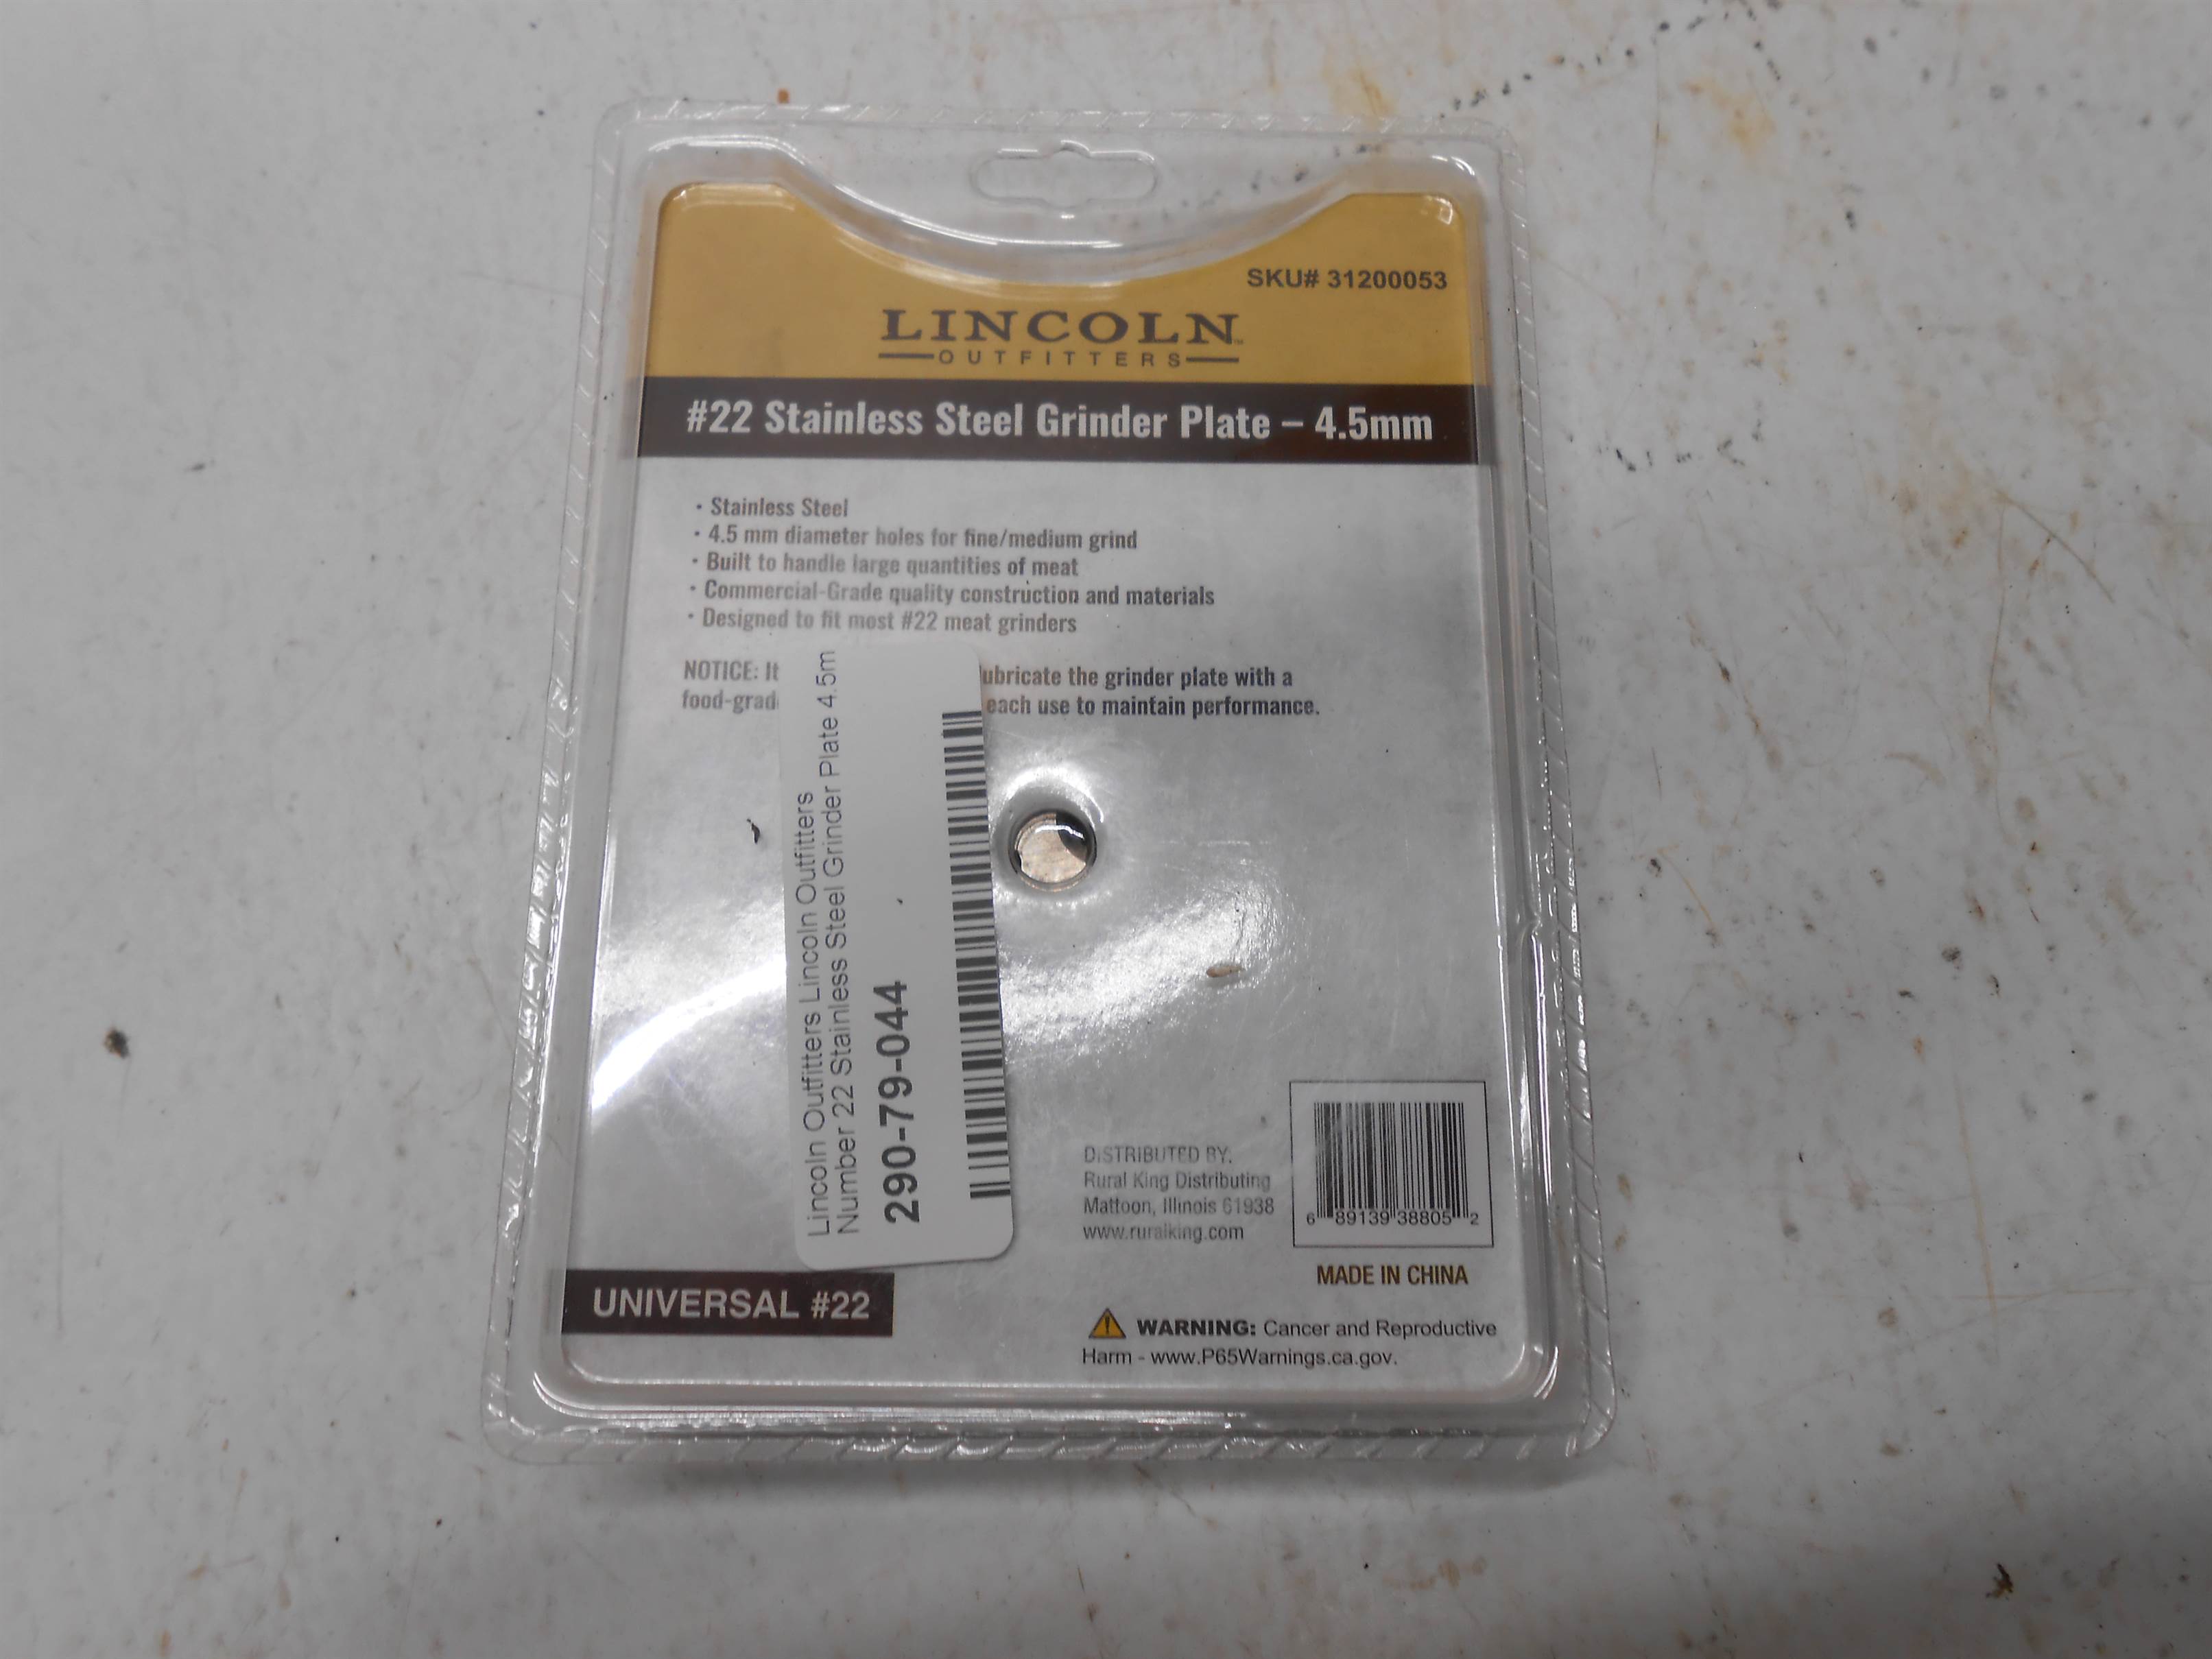 SKU# 31200053
LINCOLN™
OUTFITTERS
#22 Stainless Steel Grinder Plate – 4.5mm
• Stainless Steel
• 4.5 mm diameter holes for fine/medium grind
• Built to handle large quantities of meat
• Commercial-Grade quality construction and materials
• Designed to fit most #22 meat grinders
NOTICE: It ubricate the grinder plate with a
food-grad each use to maintain performance.
Lincoln Outfitters Lincoln Outfitters
Number 22 Stainless Steel Grinder Plate 4.5m
290-79-044
DISTRIBUTED BY:
Rural King Distributing
Mattoon, Illinois 61938
www.ruralking.com
6 89139 38805 2
MADE IN CHINA
UNIVERSAL #22
WARNING: Cancer and Reproductive
Harm - www.P65Warnings.ca.gov.